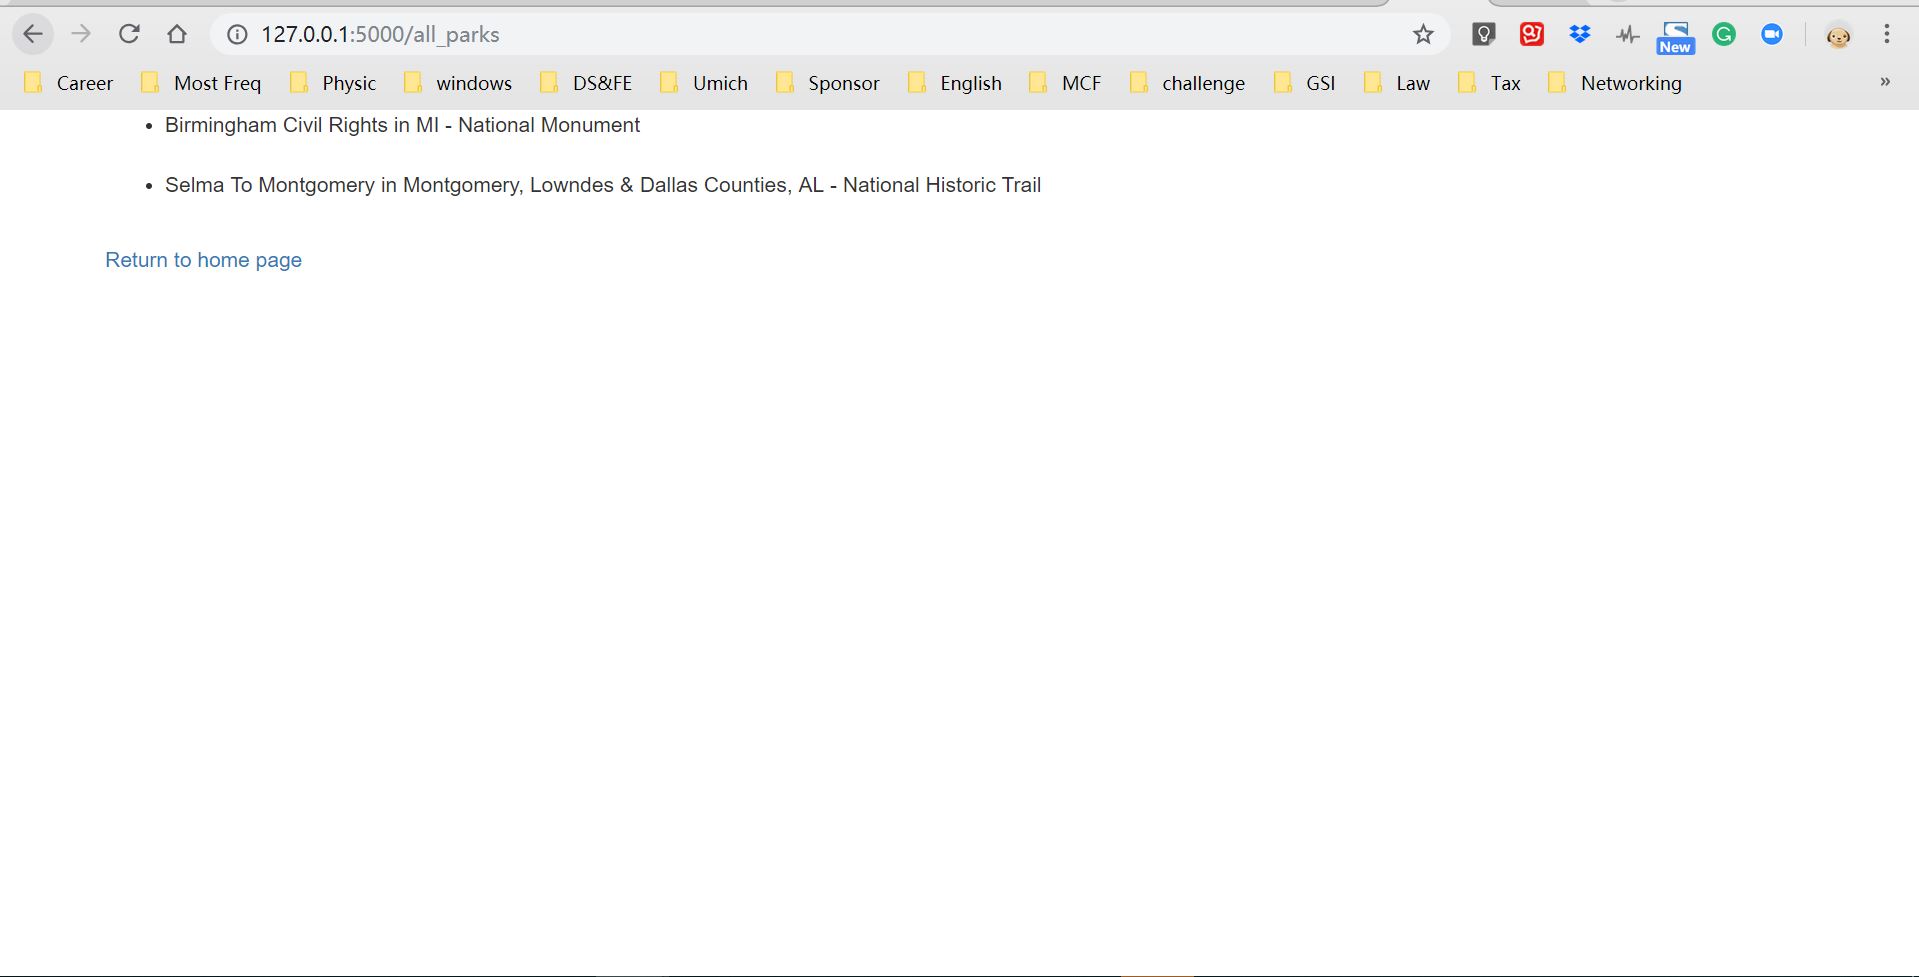 127.0.0.1:5000/all_parks
New
Career Most Freq Physic windows DS&FE Umich Sponsor English MCF challenge GSI Law Tax Networking »
• Birmingham Civil Rights in MI - National Monument
• Selma To Montgomery in Montgomery, Lowndes & Dallas Counties, AL - National Historic Trail
Return to home page